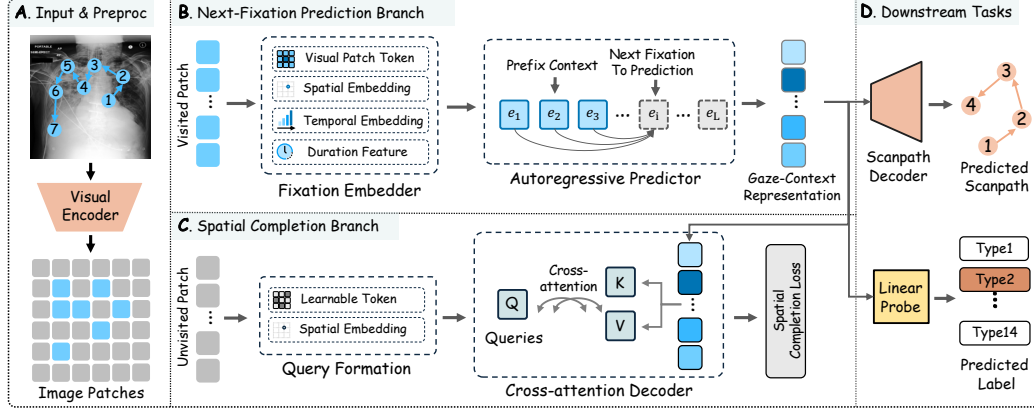 A. Input & Preproc
PORTABLE
1
2
3
4
5
6
7
Visual
Encoder
Image Patches
B. Next-Fixation Prediction Branch
Visited Patch
Visual Patch Token
Spatial Embedding
Temporal Embedding
Duration Feature
Fixation Embedder
Prefix Context
Next Fixation
To Prediction
e1 e2 e3 ... ei ... eL
Autoregressive Predictor
Gaze-Context
Representation
C. Spatial Completion Branch
Unvisited Patch
Learnable Token
Spatial Embedding
Query Formation
Cross-
attention
Q
Queries
K
V
Cross-attention Decoder
Spatial
Completion Loss
D. Downstream Tasks
Scanpath
Decoder
1
2
3
4
Predicted
Scanpath
Linear
Probe
Type1
Type2
Type14
Predicted
Label